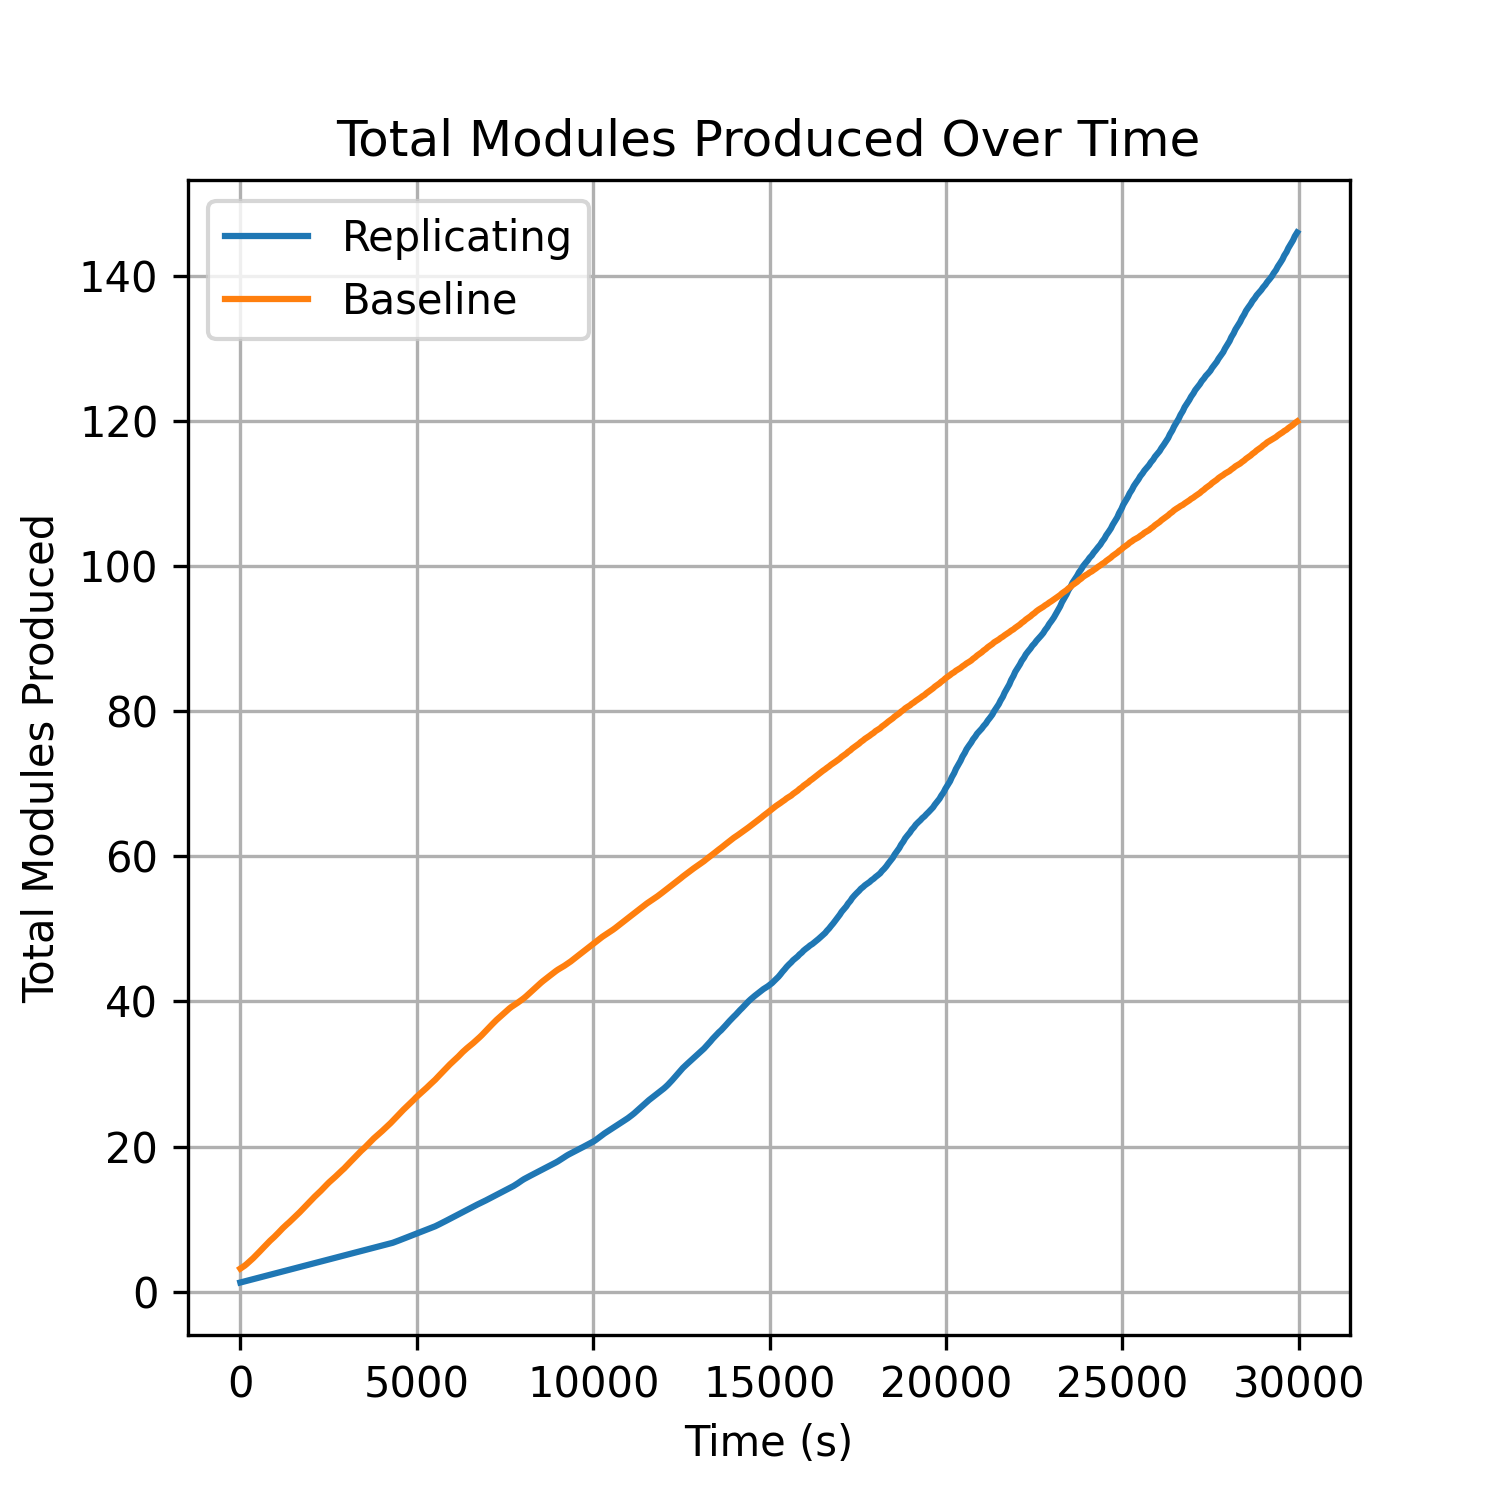 Total Modules Produced Over Time
Replicating
Baseline
Total Modules Produced
140
120
100
80
60
40
20
0
0 5000 10000 15000 20000 25000 30000
Time (s)